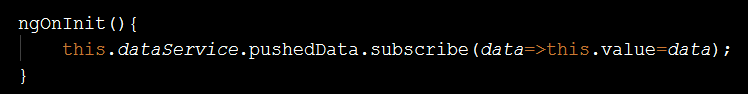 ngOnInit(){
    this.dataService.pushedData.subscribe(data=>this.value=data);
}